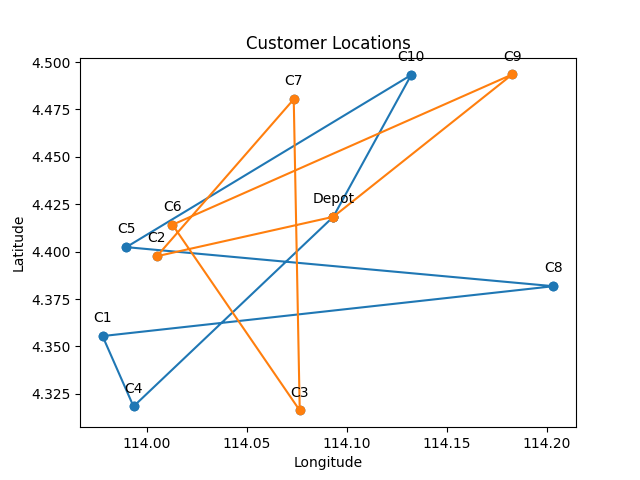 Customer Locations
C10
C9
C7
Depot
C6
C5
C2
C8
C1
C4
C3
4.500
4.475
4.450
4.425
4.400
4.375
4.350
4.325
Latitude
114.00 114.05 114.10 114.15 114.20
Longitude